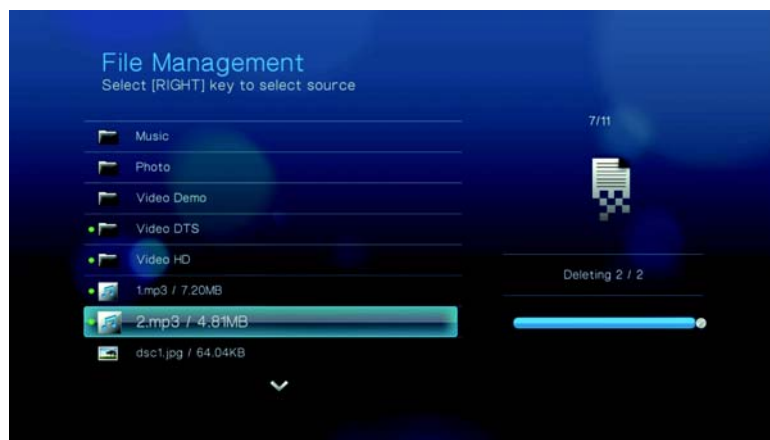 File Management
Select [RIGHT] key to select source
7/11
Music
Photo
Video Demo
Video DTS
Video HD
Deleting 2 / 2
1.mp3 / 7.20MB
2.mp3 / 4.81MB
dsc1.jpg / 64.04KB